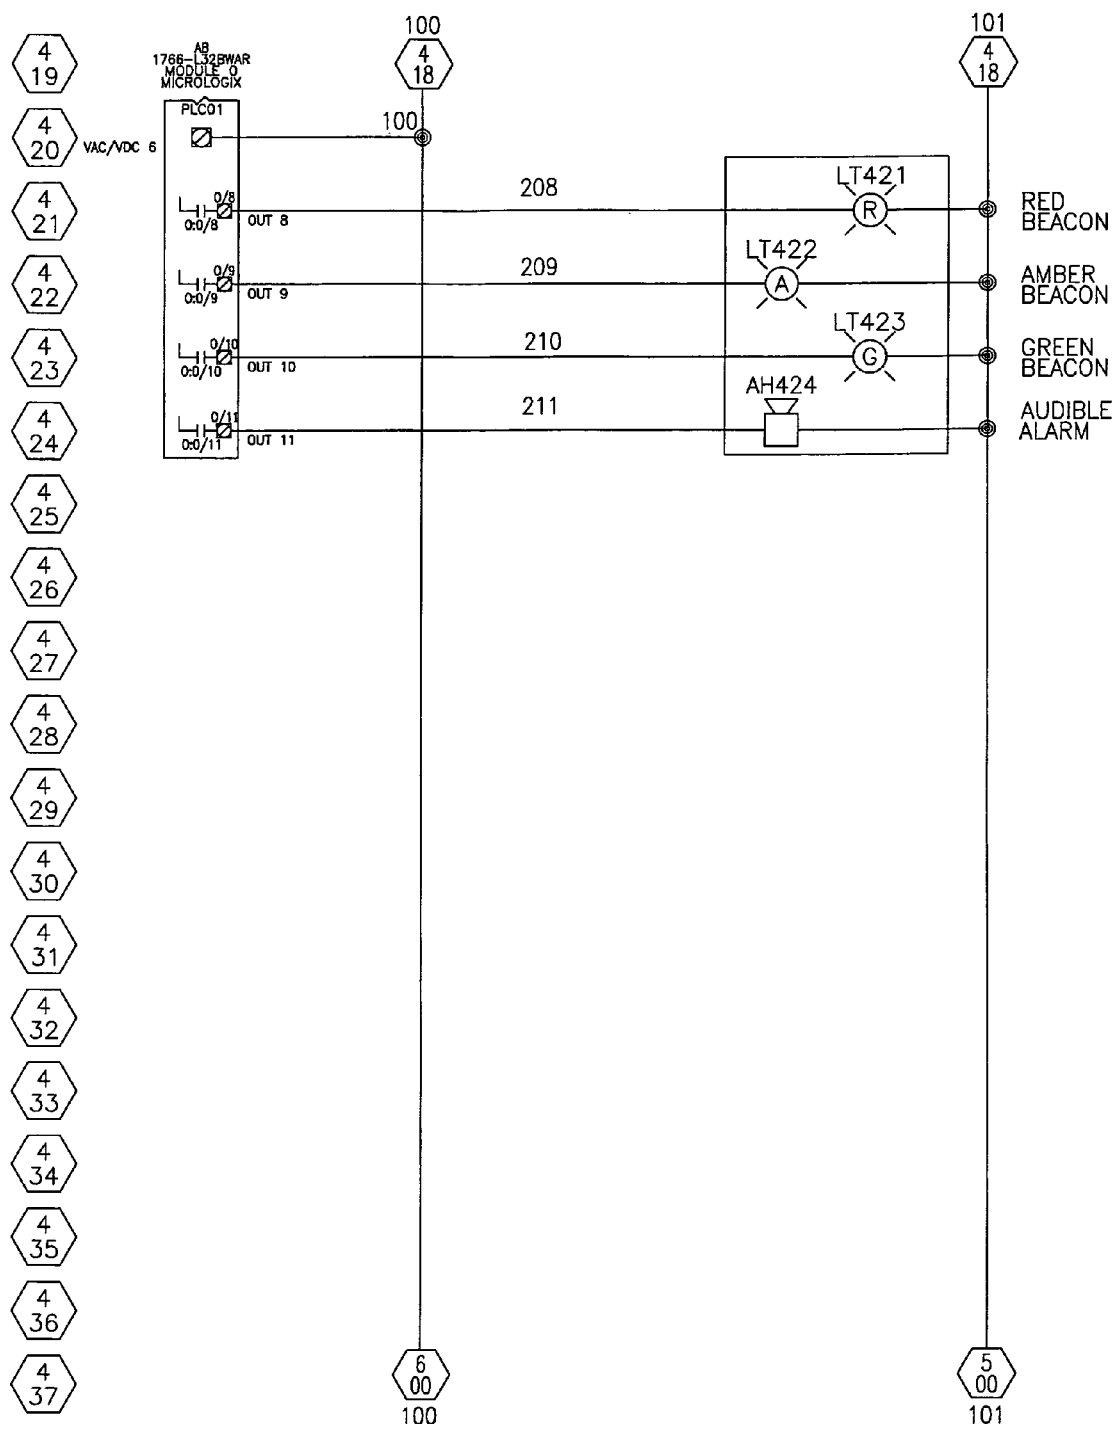 100
101
4
19
AB
1766-L32BWAR
MODULE 0
MICROLOGIX
4
18
4
18
PLC01
4
20
VAC/VDC 6
100
4
21
0/8
0:0/8
OUT 8
208
LT421
R
RED
BEACON
4
22
0/9
0:0/9
OUT 9
209
LT422
A
AMBER
BEACON
4
23
0/10
0:0/10
OUT 10
210
LT423
G
GREEN
BEACON
4
24
0/11
0:0/11
OUT 11
211
AH424
AUDIBLE
ALARM
4
25
4
26
4
27
4
28
4
29
4
30
4
31
4
32
4
33
4
34
4
35
4
36
4
37
6
00
100
5
00
101